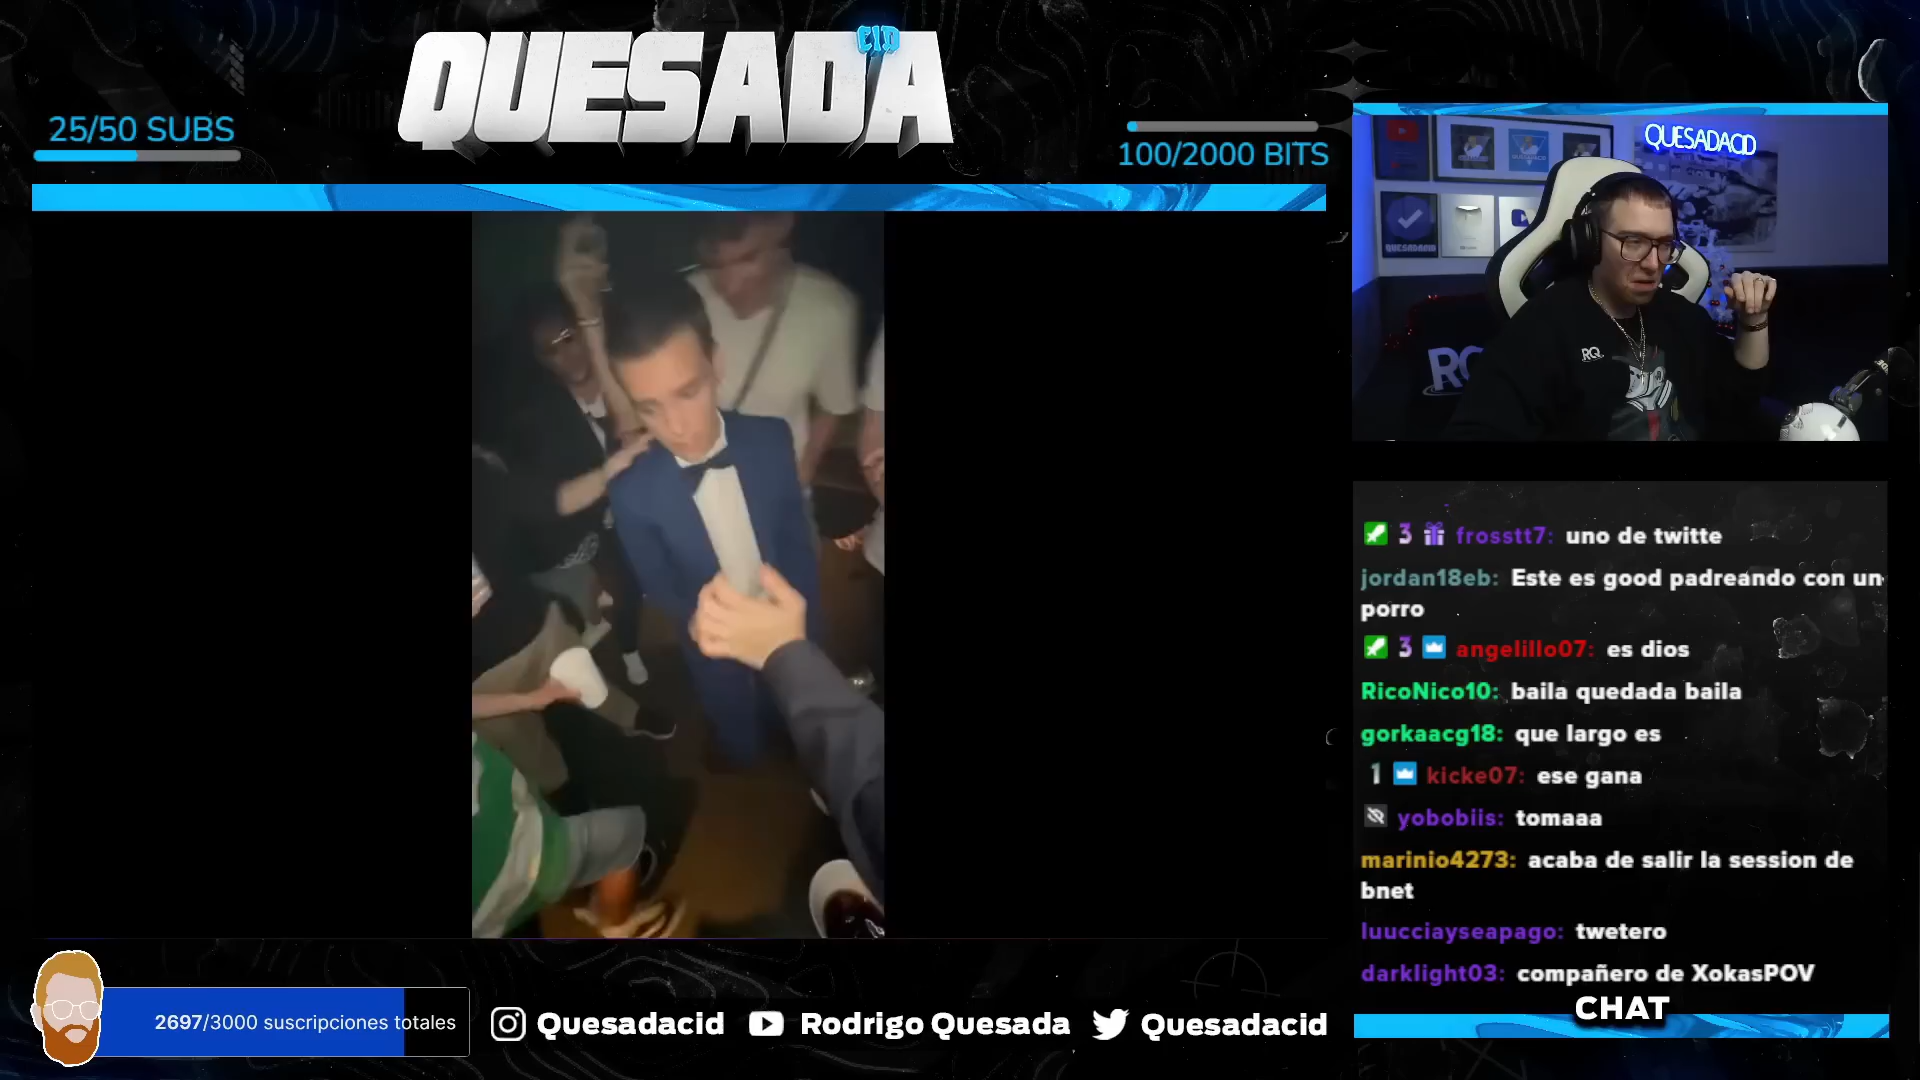 QUESADA
CID
25/50 SUBS
100/2000 BITS
QUESADACID
QUESADACID
RQ
RQ
frosstt7: uno de twitte
3
jordan18eb: Este es good padreando con un
porro
3
angelillo07: es dios
RicoNico10: baila quedada baila
gorkaacg18: que largo es
1
kicke07: ese gana
yobobiis: tomaaa
marinio4273: acaba de salir la session de
bnet
luucciayseapago: twetero
darklight03: compañero de XokasPOV
CHAT
2697/3000 suscripciones totales
Quesadacid
Rodrigo Quesada
Quesadacid